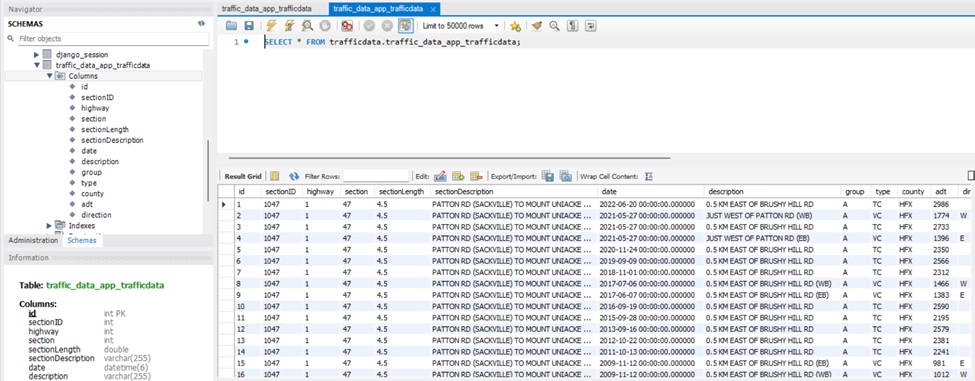 Navigator
SCHEMAS
Filter objects
django_session
traffic_data_app_trafficdata
Columns
id
sectionID
highway
section
sectionLength
sectionDescription
date
description
group
type
county
adt
direction
Indexes
Administration Schemas
Information
Table: traffic_data_app_trafficdata
Columns:
id int PK
sectionID int
highway int
section int
sectionLength double
sectionDescription varchar(255)
date datetime(6)
description varchar(255)
traffic_data_app_trafficdata traffic_data_app_trafficdata
Limit to 50000 rows
1 SELECT * FROM trafficdata.traffic_data_app_trafficdata;
Result Grid Filter Rows: Edit: Export/Import: Wrap Cell Content:
id sectionID highway section sectionLength sectionDescription date description group type county adt dir
1 1047 1 47 4.5 PATTON RD (SACKVILLE) TO MOUNT UNIACKE ... 2022-06-20 00:00:00.000000 0.5 KM EAST OF BRUSHY HILL RD A TC HFX 2986
2 1047 1 47 4.5 PATTON RD (SACKVILLE) TO MOUNT UNIACKE ... 2021-05-27 00:00:00.000000 JUST WEST OF PATTON RD (WB) A VC HFX 1774 W
3 1047 1 47 4.5 PATTON RD (SACKVILLE) TO MOUNT UNIACKE ... 2021-05-27 00:00:00.000000 0.5 KM EAST OF BRUSHY HILL RD A TC HFX 2733
4 1047 1 47 4.5 PATTON RD (SACKVILLE) TO MOUNT UNIACKE ... 2021-05-27 00:00:00.000000 JUST WEST OF PATTON RD (EB) A VC HFX 1396 E
5 1047 1 47 4.5 PATTON RD (SACKVILLE) TO MOUNT UNIACKE ... 2020-11-24 00:00:00.000000 0.5 KM EAST OF BRUSHY HILL RD A TC HFX 2350
6 1047 1 47 4.5 PATTON RD (SACKVILLE) TO MOUNT UNIACKE ... 2019-09-09 00:00:00.000000 0.5 KM EAST OF BRUSHY HILL RD A TC HFX 2566
7 1047 1 47 4.5 PATTON RD (SACKVILLE) TO MOUNT UNIACKE ... 2018-11-01 00:00:00.000000 0.5 KM EAST OF BRUSHY HILL RD A TC HFX 2312
8 1047 1 47 4.5 PATTON RD (SACKVILLE) TO MOUNT UNIACKE ... 2017-07-06 00:00:00.000000 0.5 KM EAST OF BRUSHY HILL RD (WB) A VC HFX 1466 W
9 1047 1 47 4.5 PATTON RD (SACKVILLE) TO MOUNT UNIACKE ... 2017-06-07 00:00:00.000000 0.5 KM EAST OF BRUSHY HILL RD (EB) A VC HFX 1383 E
10 1047 1 47 4.5 PATTON RD (SACKVILLE) TO MOUNT UNIACKE ... 2016-09-19 00:00:00.000000 0.5 KM EAST OF BRUSHY HILL RD A TC HFX 2590
11 1047 1 47 4.5 PATTON RD (SACKVILLE) TO MOUNT UNIACKE ... 2015-09-28 00:00:00.000000 0.5 KM EAST OF BRUSHY HILL RD A TC HFX 2195
12 1047 1 47 4.5 PATTON RD (SACKVILLE) TO MOUNT UNIACKE ... 2013-09-16 00:00:00.000000 0.5 KM EAST OF BRUSHY HILL RD A TC HFX 2579
13 1047 1 47 4.5 PATTON RD (SACKVILLE) TO MOUNT UNIACKE ... 2012-10-22 00:00:00.000000 0.5 KM EAST OF BRUSHY HILL RD A TC HFX 2381
14 1047 1 47 4.5 PATTON RD (SACKVILLE) TO MOUNT UNIACKE ... 2011-10-13 00:00:00.000000 0.5 KM EAST OF BRUSHY HILL RD A TC HFX 2241
15 1047 1 47 4.5 PATTON RD (SACKVILLE) TO MOUNT UNIACKE ... 2009-11-12 00:00:00.000000 0.5 KM EAST OF BRUSHY HILL RD (EB) A VC HFX 981 E
16 1047 1 47 4.5 PATTON RD (SACKVILLE) TO MOUNT UNIACKE ... 2009-11-12 00:00:00.000000 0.5 KM EAST OF BRUSHY HILL RD (WB) A VC HFX 1012 W